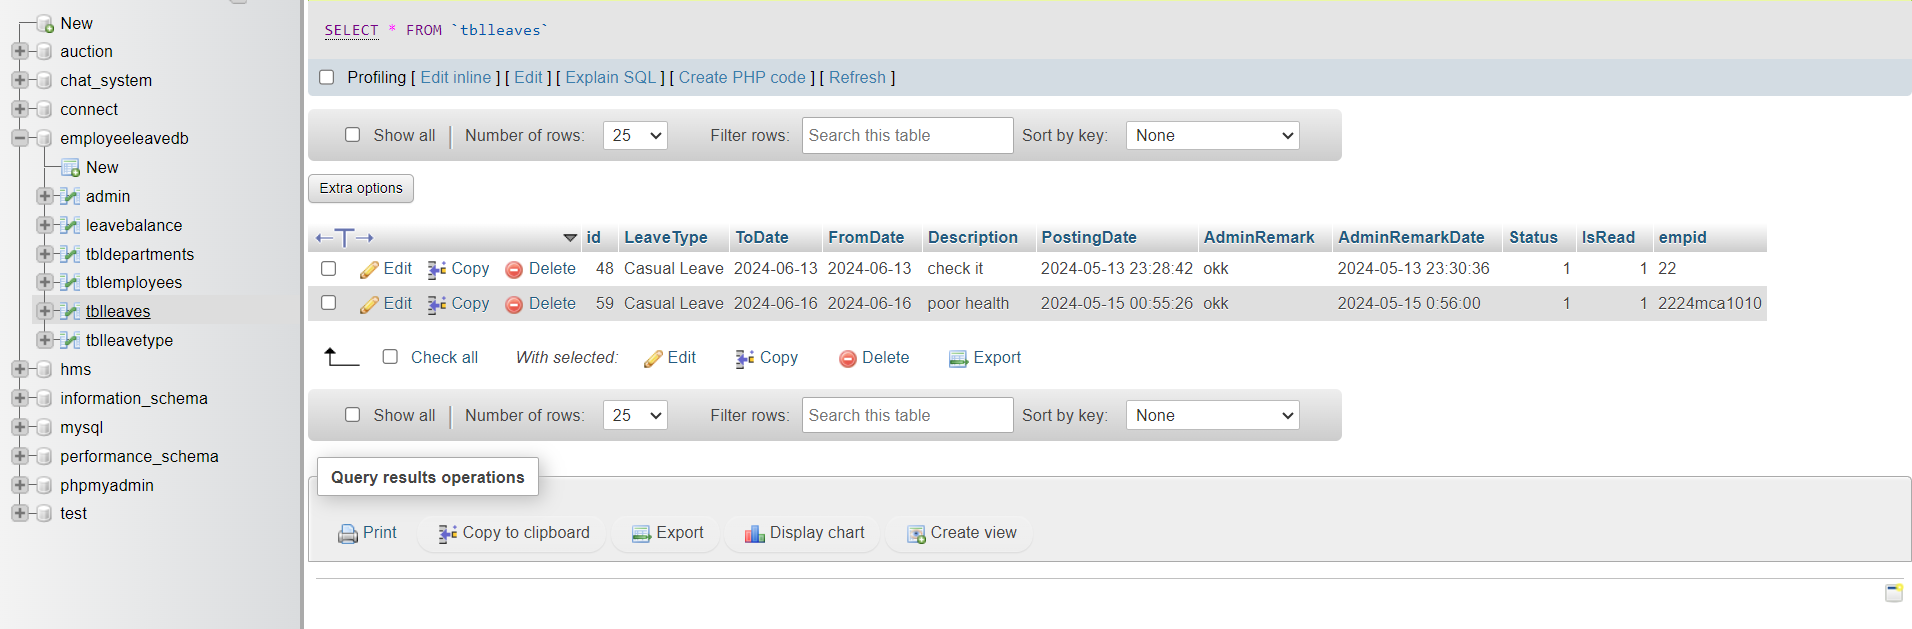 New
auction
chat_system
connect
employeeleavedb
New
admin
leavebalance
tbldepartments
tblemployees
tblleaves
tblleavetype
hms
information_schema
mysql
performance_schema
phpmyadmin
test
SELECT * FROM `tblleaves`
Profiling [ Edit inline ] [ Edit ] [ Explain SQL ] [ Create PHP code ] [ Refresh ]
Show all Number of rows: 25 Filter rows: Search this table Sort by key: None
Extra options
id LeaveType ToDate FromDate Description PostingDate AdminRemark AdminRemarkDate Status IsRead empid
Edit Copy Delete 48 Casual Leave 2024-06-13 2024-06-13 check it 2024-05-13 23:28:42 okk 2024-05-13 23:30:36 1 1 22
Edit Copy Delete 59 Casual Leave 2024-06-16 2024-06-16 poor health 2024-05-15 00:55:26 okk 2024-05-15 0:56:00 1 1 2224mca1010
Check all With selected: Edit Copy Delete Export
Show all Number of rows: 25 Filter rows: Search this table Sort by key: None
Query results operations
Print Copy to clipboard Export Display chart Create view